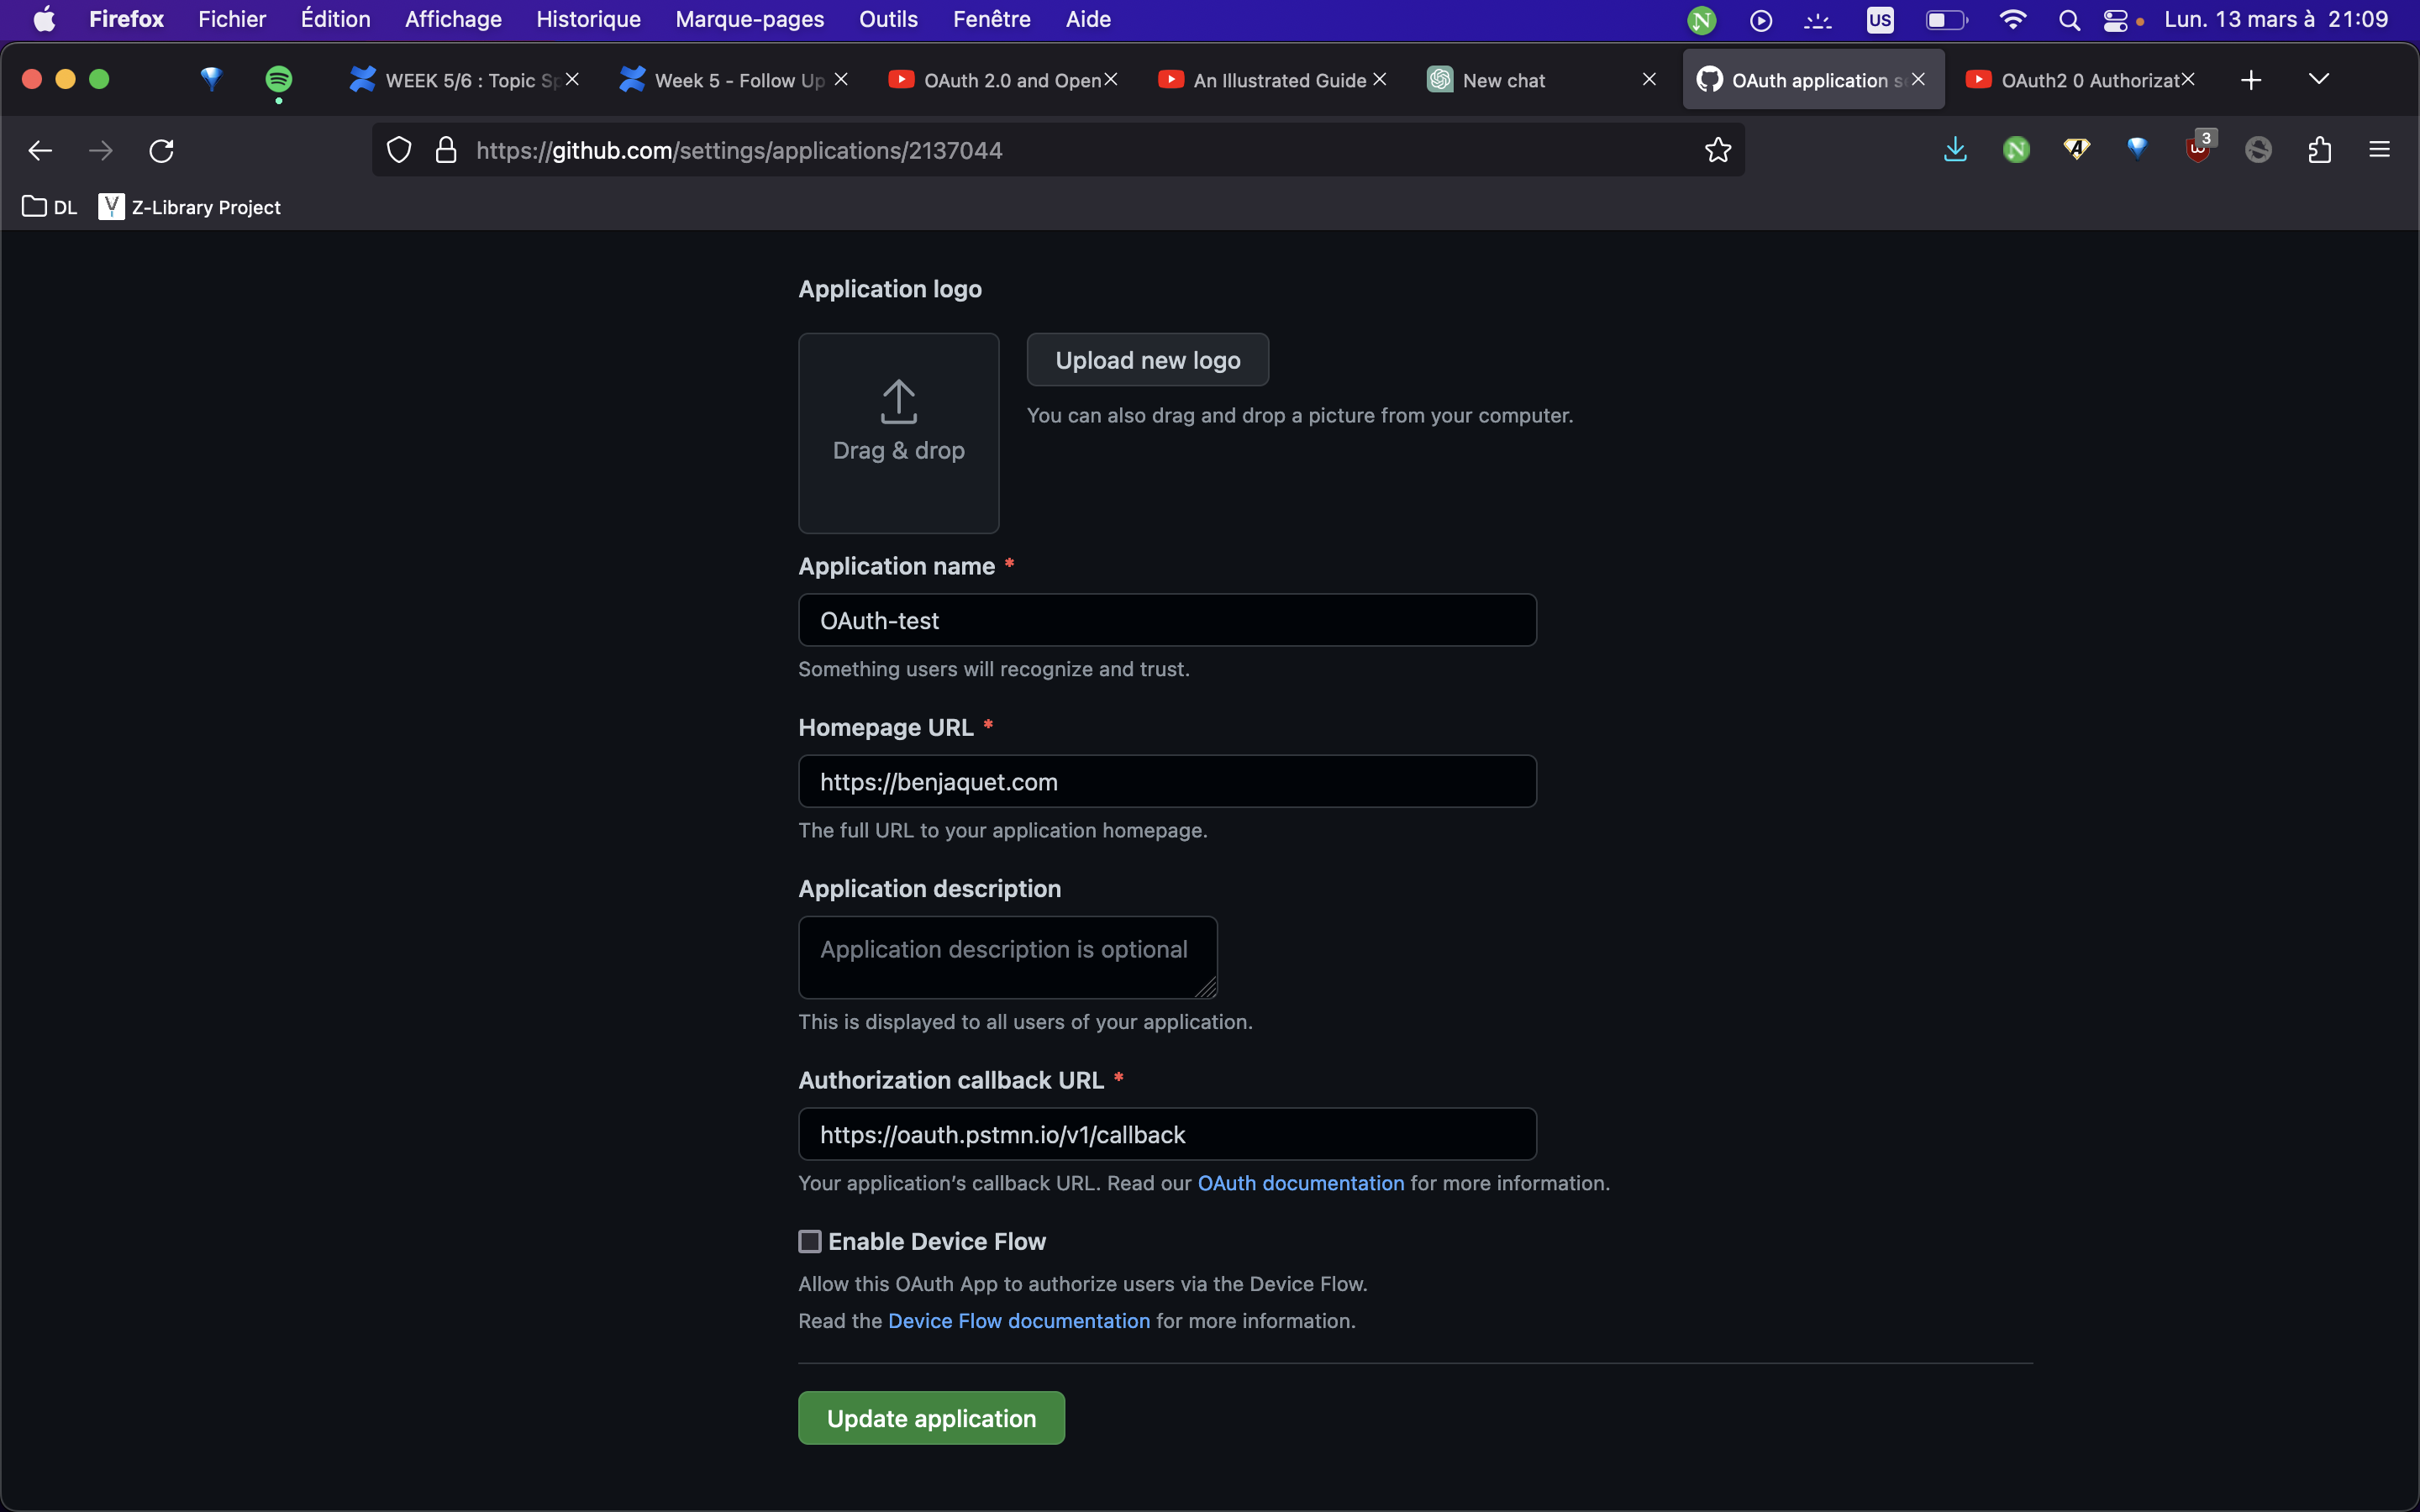 Firefox Fichier Édition Affichage Historique Marque-pages Outils Fenêtre Aide N US Lun. 13 mars à 21:09
WEEK 5/6 : Topic Sp Week 5 - Follow Up OAuth 2.0 and Open An Illustrated Guide New chat OAuth application s OAuth2 0 Authorizat
https://github.com/settings/applications/2137044 N A 3
DL Z-Library Project
Application logo
Upload new logo
You can also drag and drop a picture from your computer.
Drag & drop
Application name *
OAuth-test
Something users will recognize and trust.
Homepage URL *
https://benjaquet.com
The full URL to your application homepage.
Application description
Application description is optional
This is displayed to all users of your application.
Authorization callback URL *
https://oauth.pstmn.io/v1/callback
Your application’s callback URL. Read our OAuth documentation for more information.
Enable Device Flow
Allow this OAuth App to authorize users via the Device Flow.
Read the Device Flow documentation for more information.
Update application